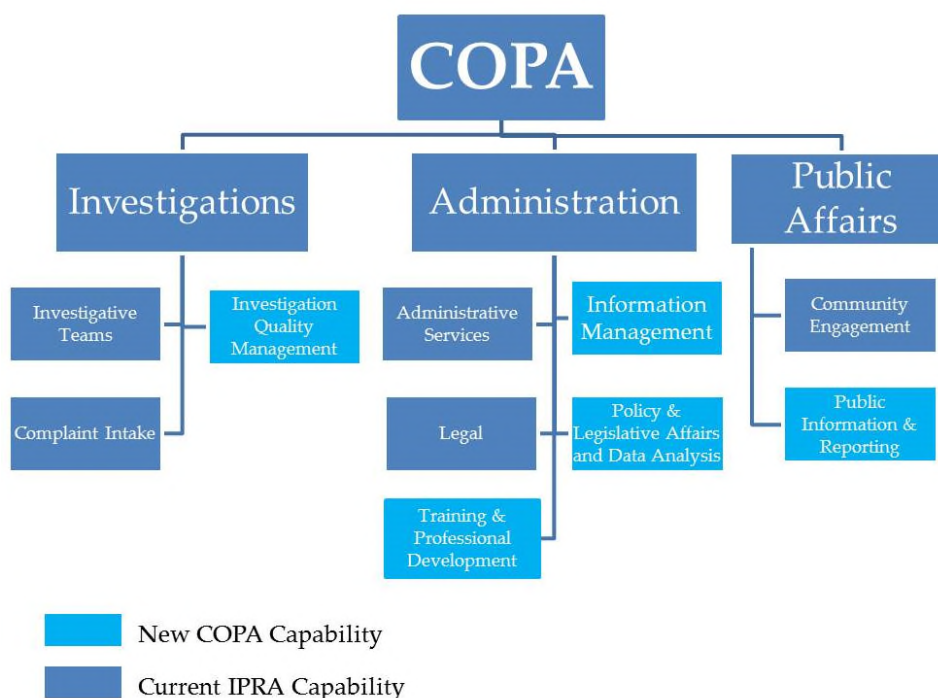 COPA
Investigations
Administration
Public
Affairs
Investigative
Teams
Investigation
Quality
Management
Administrative
Services
Information
Management
Community
Engagement
Complaint Intake
Legal
Policy &
Legislative Affairs
and Data Analysis
Public
Information &
Reporting
Training &
Professional
Development
New COPA Capability
Current IPRA Capability